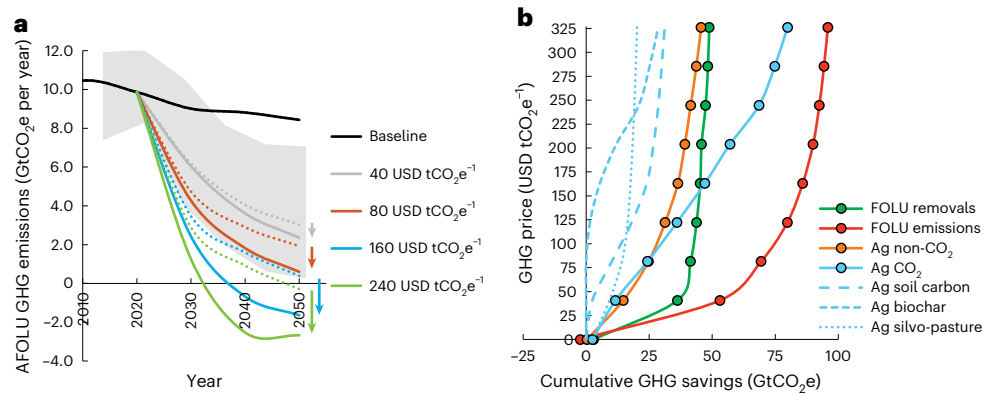 a
AFOLU GHG emissions (GtCO₂e per year)
12.0
10.0
8.0
6.0
4.0
2.0
0
−2.0
−4.0
2010
2020
2030
2040
2050
Year
Baseline
40 USD tCO₂e⁻¹
80 USD tCO₂e⁻¹
160 USD tCO₂e⁻¹
240 USD tCO₂e⁻¹
b
GHG price (USD tCO₂e⁻¹)
325
300
275
250
225
200
175
150
125
100
75
50
25
0
−25
0
25
50
75
100
Cumulative GHG savings (GtCO₂e)
FOLU removals
FOLU emissions
Ag non-CO₂
Ag CO₂
Ag soil carbon
Ag biochar
Ag silvo-pasture